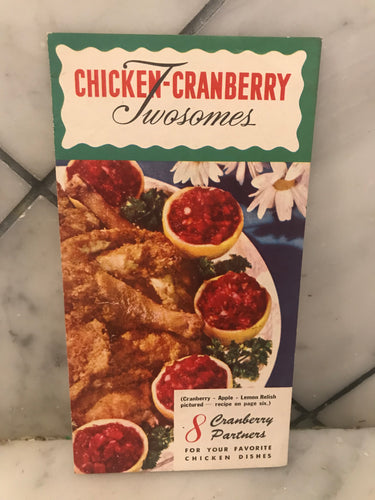 CHICKEN-CRANBERRY
Twosomes
(Cranberry - Apple - Lemon Relish
pictured — recipe on page six.)
8 Cranberry
Partners
FOR YOUR FAVORITE
CHICKEN DISHES